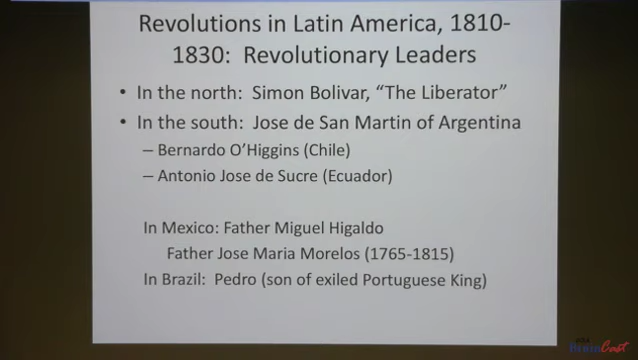 Revolutions in Latin America, 1810-
1830: Revolutionary Leaders
• In the north: Simon Bolivar, “The Liberator”
• In the south: Jose de San Martin of Argentina
– Bernardo O’Higgins (Chile)
– Antonio Jose de Sucre (Ecuador)
In Mexico: Father Miguel Higaldo
Father Jose Maria Morelos (1765-1815)
In Brazil: Pedro (son of exiled Portuguese King)